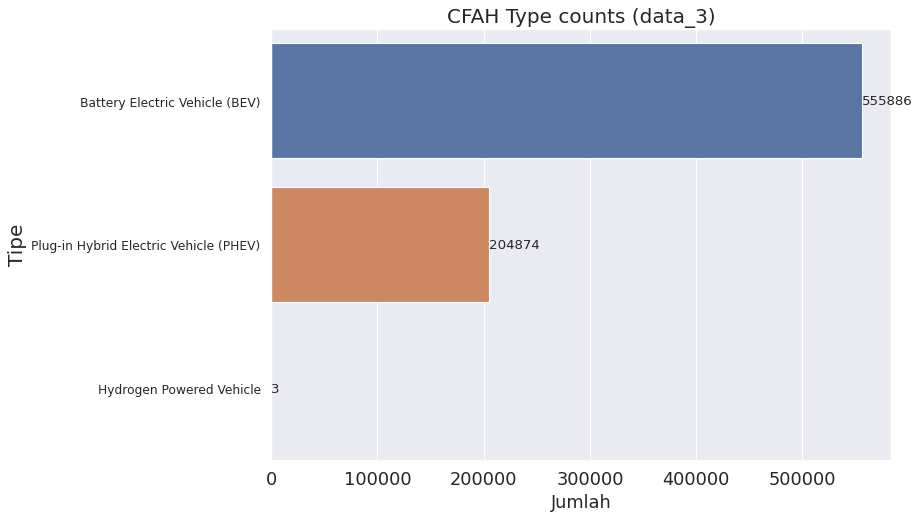 CFAH Type counts (data_3)
Battery Electric Vehicle (BEV)
555886
Plug-in Hybrid Electric Vehicle (PHEV)
204874
Hydrogen Powered Vehicle
3
Tipe
0 100000 200000 300000 400000 500000
Jumlah